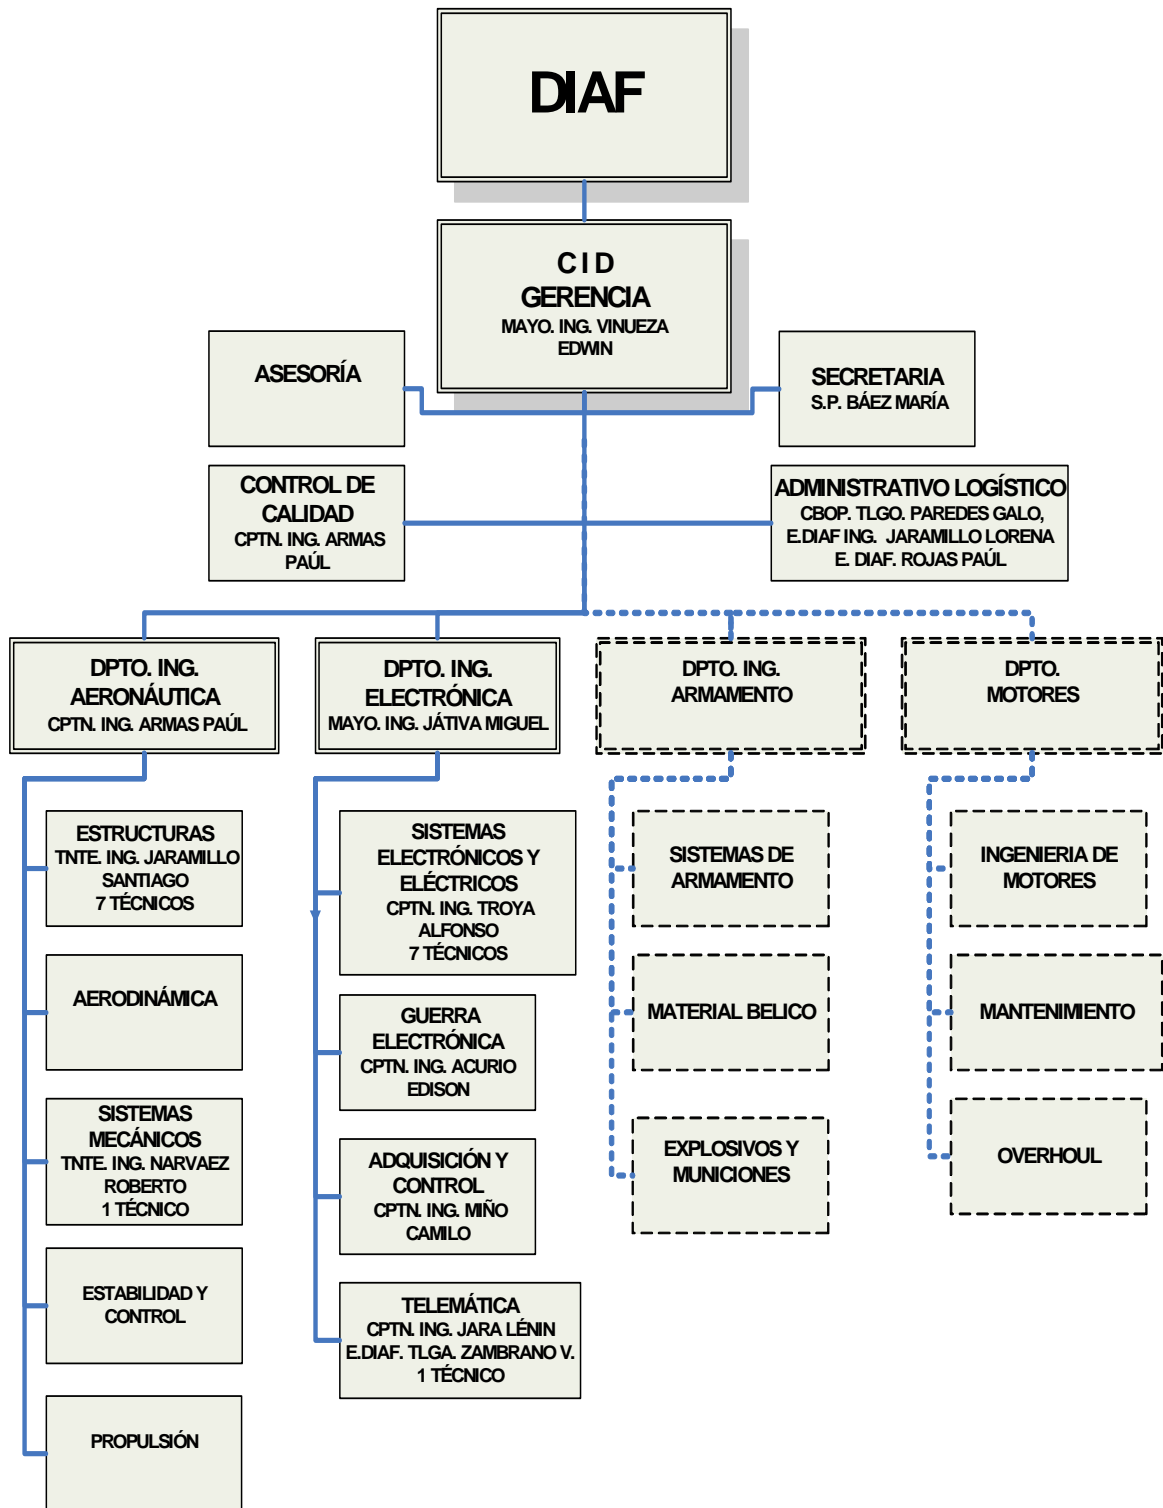 DIAF
CID
GERENCIA
MAYO. ING. VINUEZA
EDWIN
ASESORÍA
SECRETARIA
S.P. BÁEZ MARÍA
CONTROL DE
CALIDAD
CPTN. ING. ARMAS
PAÚL
ADMINISTRATIVO LOGÍSTICO
CBOP. TLGO. PAREDES GALO,
E.DIAF ING. JARAMILLO LORENA
E. DIAF. ROJAS PAÚL
DPTO. ING.
AERONÁUTICA
CPTN. ING. ARMAS PAÚL
DPTO. ING.
ELECTRÓNICA
MAYO. ING. JÁTIVA MIGUEL
DPTO. ING.
ARMAMENTO
DPTO.
MOTORES
ESTRUCTURAS
TNTE. ING. JARAMILLO
SANTIAGO
7 TÉCNICOS
AERODINÁMICA
SISTEMAS
MECÁNICOS
TNTE. ING. NARVAEZ
ROBERTO
1 TÉCNICO
ESTABILIDAD Y
CONTROL
PROPULSIÓN
SISTEMAS
ELECTRÓNICOS Y
ELÉCTRICOS
CPTN. ING. TROYA
ALFONSO
7 TÉCNICOS
GUERRA
ELECTRÓNICA
CPTN. ING. ACURIO
EDISON
ADQUISICIÓN Y
CONTROL
CPTN. ING. MIÑO
CAMILO
TELEMÁTICA
CPTN. ING. JARA LÉNIN
E.DIAF. TLGA. ZAMBRANO V.
1 TÉCNICO
SISTEMAS DE
ARMAMENTO
MATERIAL BELICO
EXPLOSIVOS Y
MUNICIONES
INGENIERIA DE
MOTORES
MANTENIMIENTO
OVERHOUL